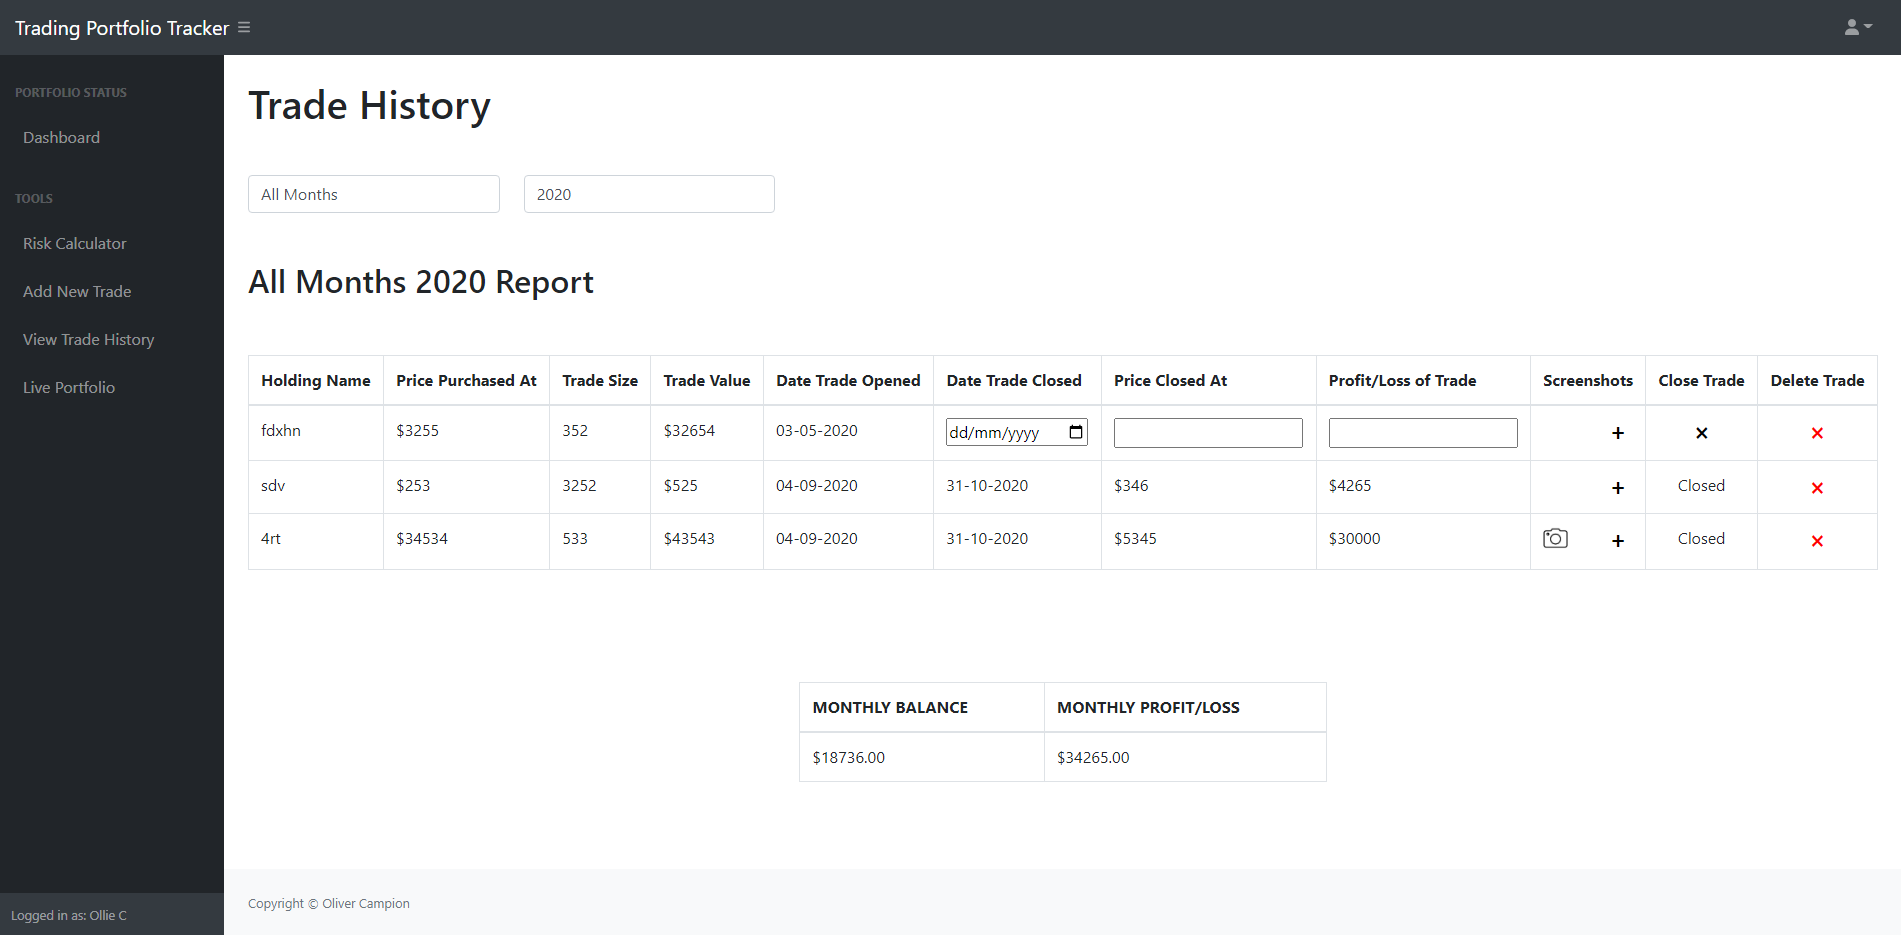 Trading Portfolio Tracker
PORTFOLIO STATUS
Dashboard
TOOLS
Risk Calculator
Add New Trade
View Trade History
Live Portfolio
Logged in as: Ollie C
Trade History
All Months 2020
All Months 2020 Report
Holding Name Price Purchased At Trade Size Trade Value Date Trade Opened Date Trade Closed Price Closed At Profit/Loss of Trade Screenshots Close Trade Delete Trade
fdxhn $3255 352 $32654 03-05-2020 dd/mm/yyyy + × ×
sdv $253 3252 $525 04-09-2020 31-10-2020 $346 $4265 + Closed ×
4rt $34534 533 $43543 04-09-2020 31-10-2020 $5345 $30000 + Closed ×
MONTHLY BALANCE MONTHLY PROFIT/LOSS
$18736.00 $34265.00
Copyright © Oliver Campion